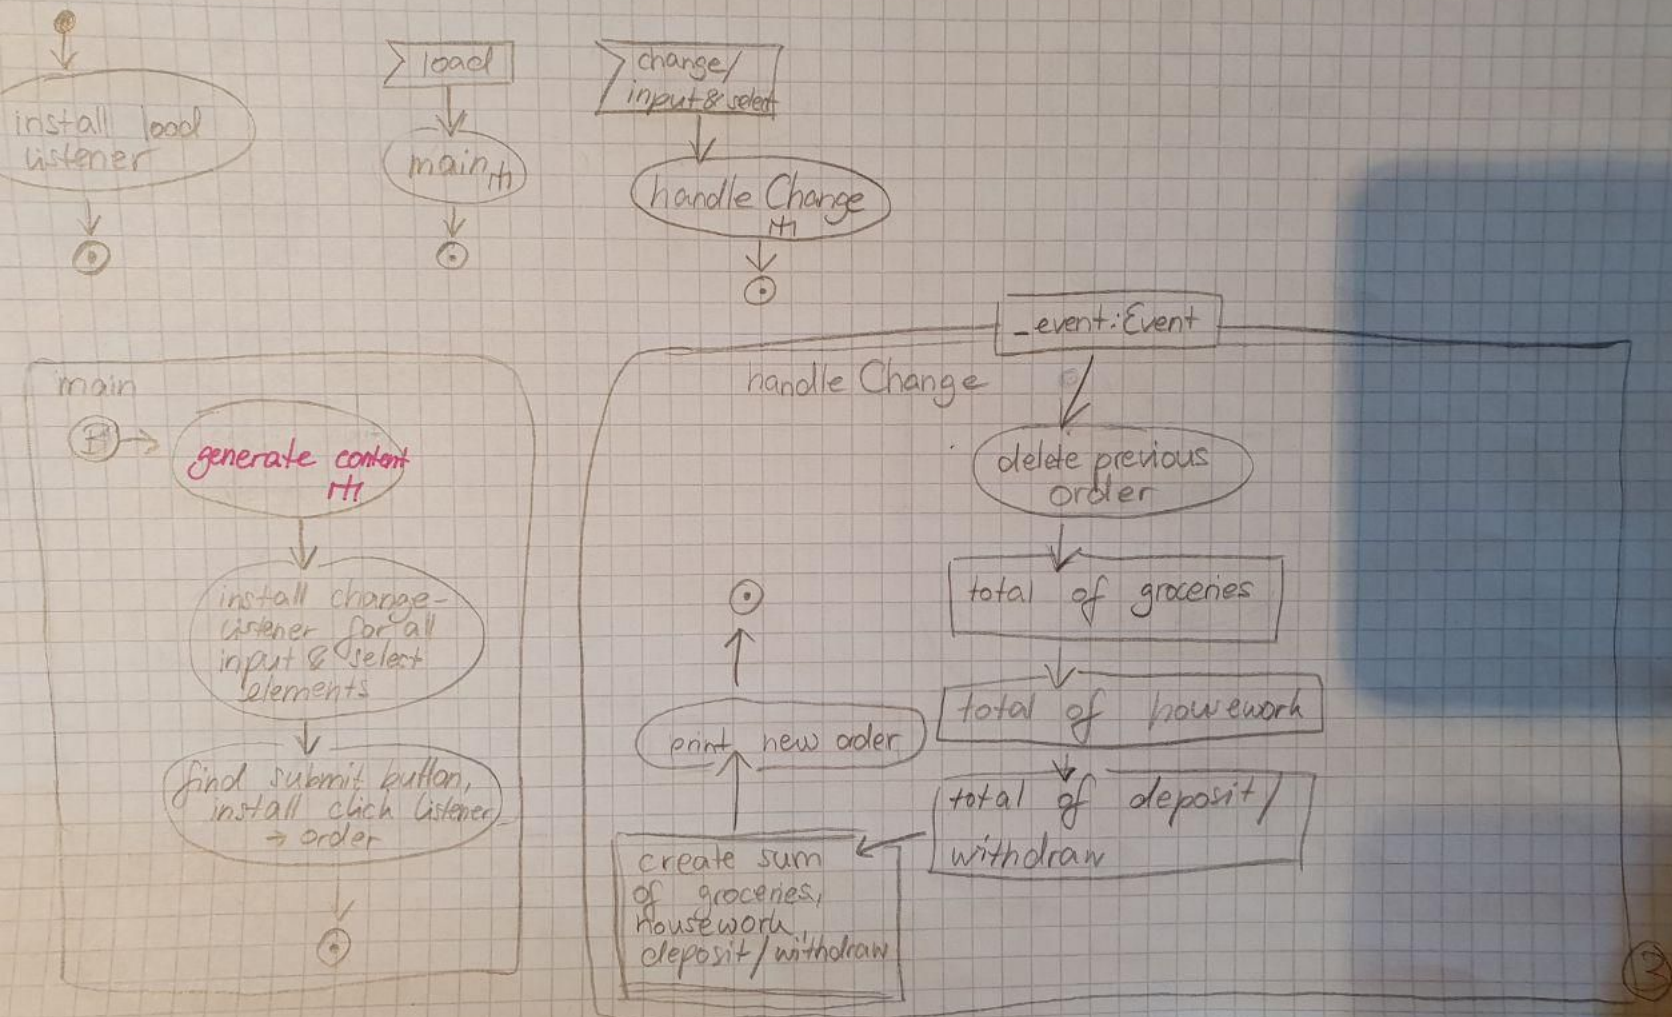 install load
listener
load
main
change/
input & select
handle Change
main
generate content
install change-
listener for all
input & select
elements
find submit button,
install click listener
→ order
_event: Event
handle Change
delete previous
order
total of groceries
total of housework
total of deposit/
withdraw
create sum
of groceries,
housework,
deposit/withdraw
print new order
3